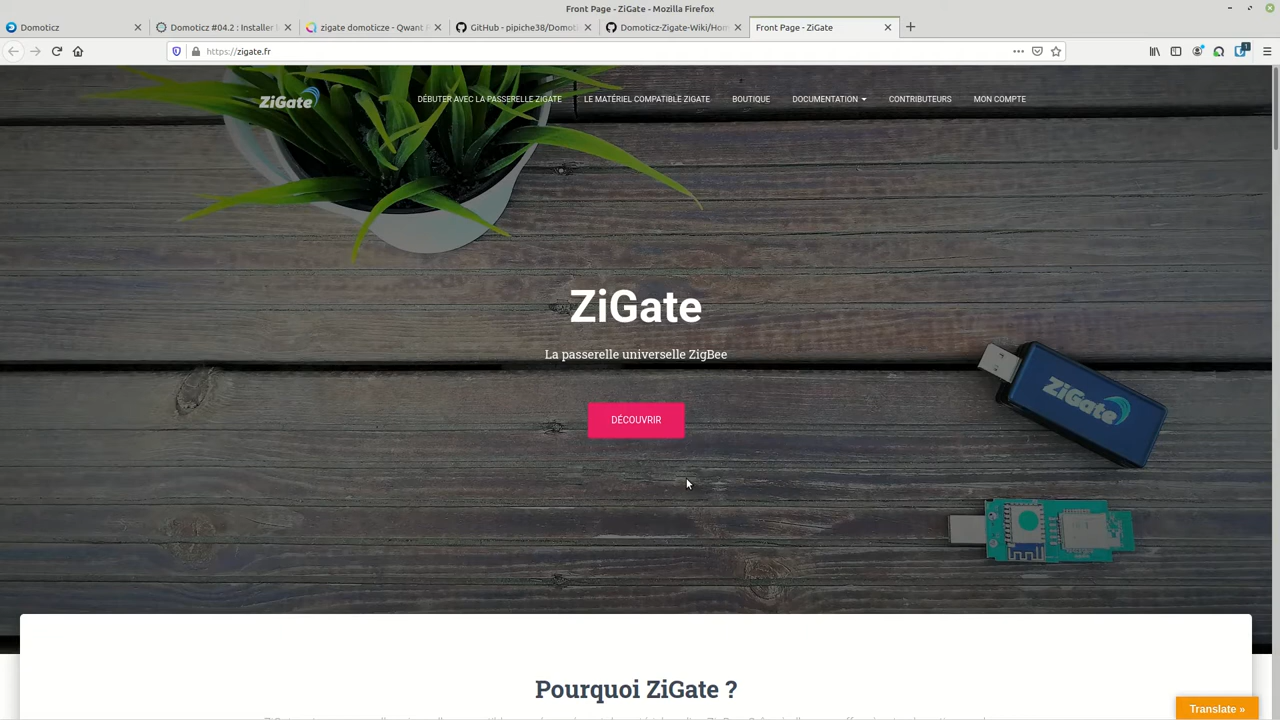 Front Page - ZiGate - Mozilla Firefox
Domoticz
Domoticz #04.2 : Installer l
zigate domoticze - Qwant R
GitHub - pipiche38/Domoti
Domoticz-Zigate-Wiki/Hom
Front Page - ZiGate
https://zigate.fr
1
ZiGate
DÉBUTER AVEC LA PASSERELLE ZIGATE
LE MATÉRIEL COMPATIBLE ZIGATE
BOUTIQUE
DOCUMENTATION
CONTRIBUTEURS
MON COMPTE
ZiGate
La passerelle universelle ZigBee
DÉCOUVRIR
ZiGate
Pourquoi ZiGate ?
Translate »